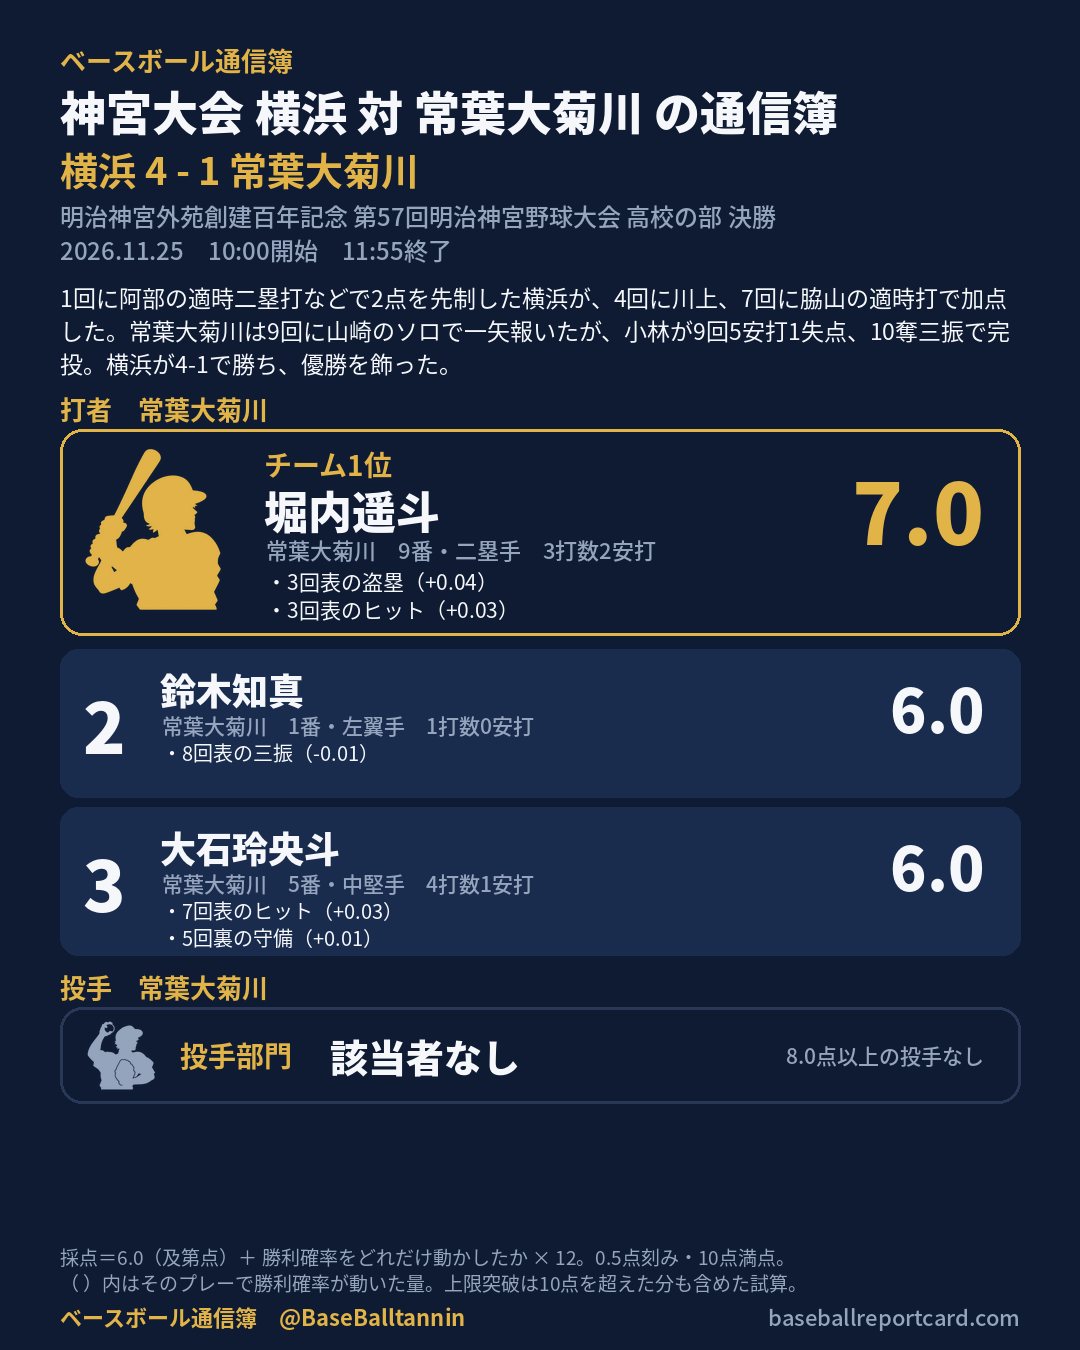 ベースボール通信簿
神宮大会 横浜 対 常葉大菊川 の通信簿
横浜 4 - 1 常葉大菊川
明治神宮外苑創建百年記念 第57回明治神宮野球大会 高校の部 決勝
2026.11.25　10:00開始　11:55終了
1回に阿部の適時二塁打などで2点を先制した横浜が、4回に川上、7回に脇山の適時打で加点
した。常葉大菊川は9回に山崎のソロで一矢報いたが、小林が9回5安打1失点、10奪三振で完
投。横浜が4-1で勝ち、優勝を飾った。
打者　常葉大菊川
チーム1位
堀内遥斗
7.0
常葉大菊川　9番・二塁手　3打数2安打
・3回表の盗塁（+0.04）
・3回表のヒット（+0.03）
2
鈴木知真
6.0
常葉大菊川　1番・左翼手　1打数0安打
・8回表の三振（-0.01）
3
大石玲央斗
6.0
常葉大菊川　5番・中堅手　4打数1安打
・7回表のヒット（+0.03）
・5回裏の守備（+0.01）
投手　常葉大菊川
投手部門　該当者なし　8.0点以上の投手なし
採点＝6.0（及第点）＋ 勝利確率をどれだけ動かしたか × 12。0.5点刻み・10点満点。
（ ）内はそのプレーで勝利確率が動いた量。上限突破は10点を超えた分も含めた試算。
ベースボール通信簿　@BaseBalltannin　baseballreportcard.com